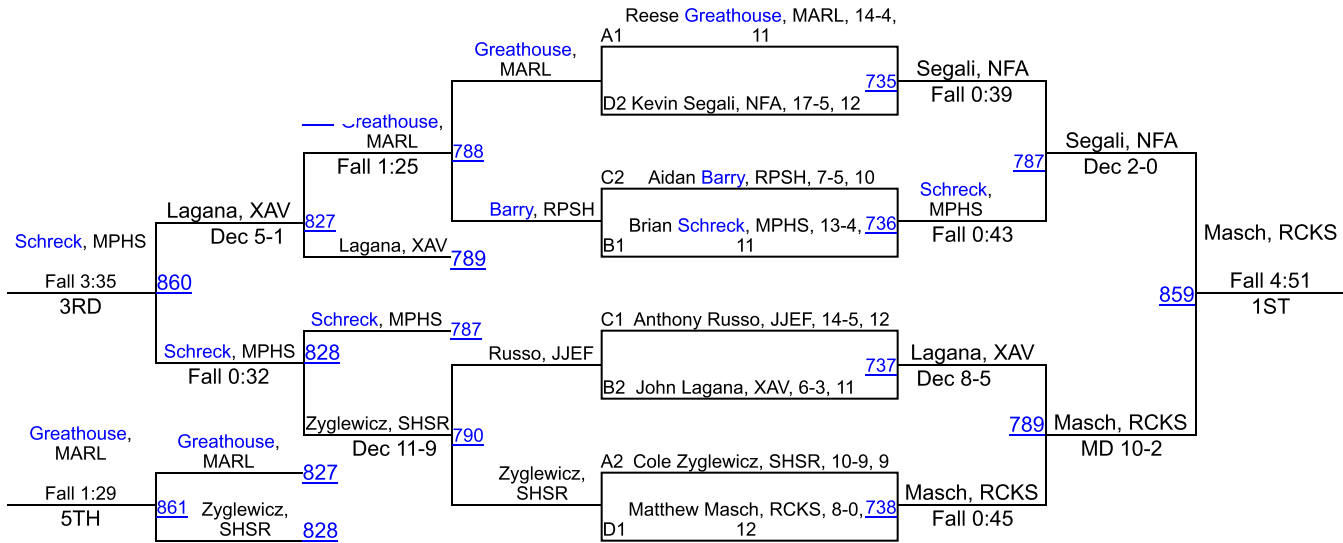 Reese Greathouse, MARL, 14-4,
11
A1
D2 Kevin Segali, NFA, 17-5, 12
735
Segali, NFA
Fall 0:39
Greathouse,
MARL
Greathouse,
MARL
Fall 1:25
788
Barry, RPSH
C2 Aidan Barry, RPSH, 7-5, 10
Brian Schreck, MPHS, 13-4,
11
B1
736
Schreck,
MPHS
Fall 0:43
787
Segali, NFA
Dec 2-0
Lagana, XAV
Dec 5-1
827
Lagana, XAV
789
Schreck, MPHS
Fall 3:35
3RD
860
Masch, RCKS
Fall 4:51
1ST
859
Schreck, MPHS
787
Schreck, MPHS
Fall 0:32
828
Russo, JJEF
C1 Anthony Russo, JJEF, 14-5, 12
B2 John Lagana, XAV, 6-3, 11
737
Lagana, XAV
Dec 8-5
789
Masch, RCKS
MD 10-2
Zyglewicz, SHSR
Dec 11-9
790
Zyglewicz,
SHSR
A2 Cole Zyglewicz, SHSR, 10-9, 9
Matthew Masch, RCKS, 8-0,
12
D1
738
Masch, RCKS
Fall 0:45
Greathouse,
MARL
Fall 1:29
5TH
861
Greathouse,
MARL
827
Zyglewicz,
SHSR
828